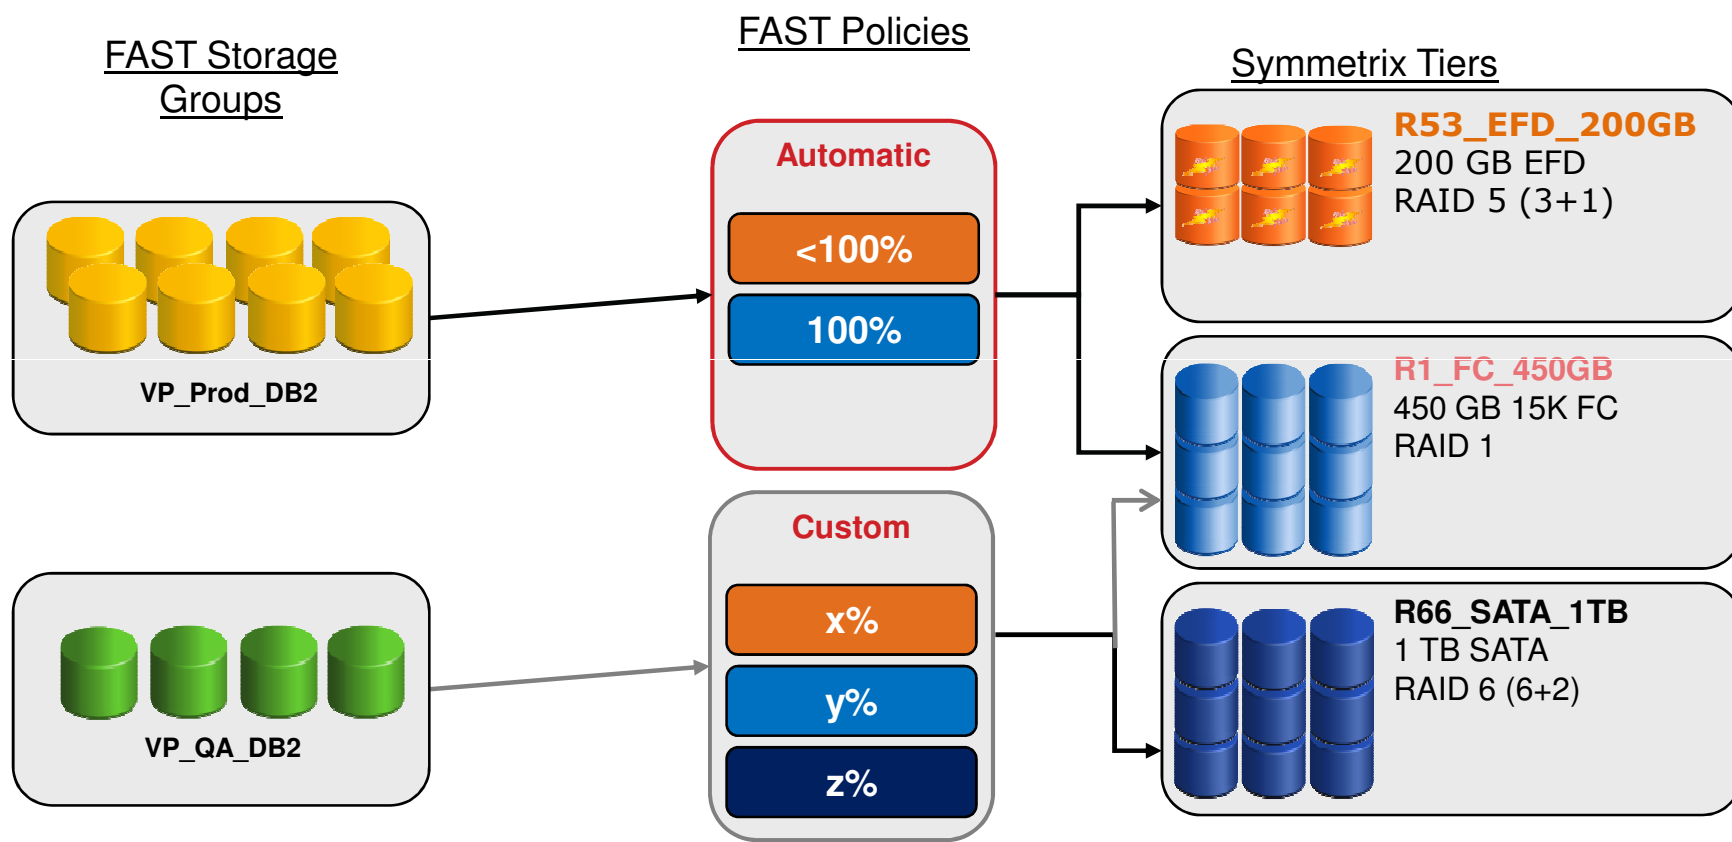 FAST Storage
Groups
FAST Policies
Symmetrix Tiers
VP_Prod_DB2
VP_QA_DB2
Automatic
<100%
100%
Custom
x%
y%
z%
R53_EFD_200GB
200 GB EFD
RAID 5 (3+1)
R1_FC_450GB
450 GB 15K FC
RAID 1
R66_SATA_1TB
1 TB SATA
RAID 6 (6+2)